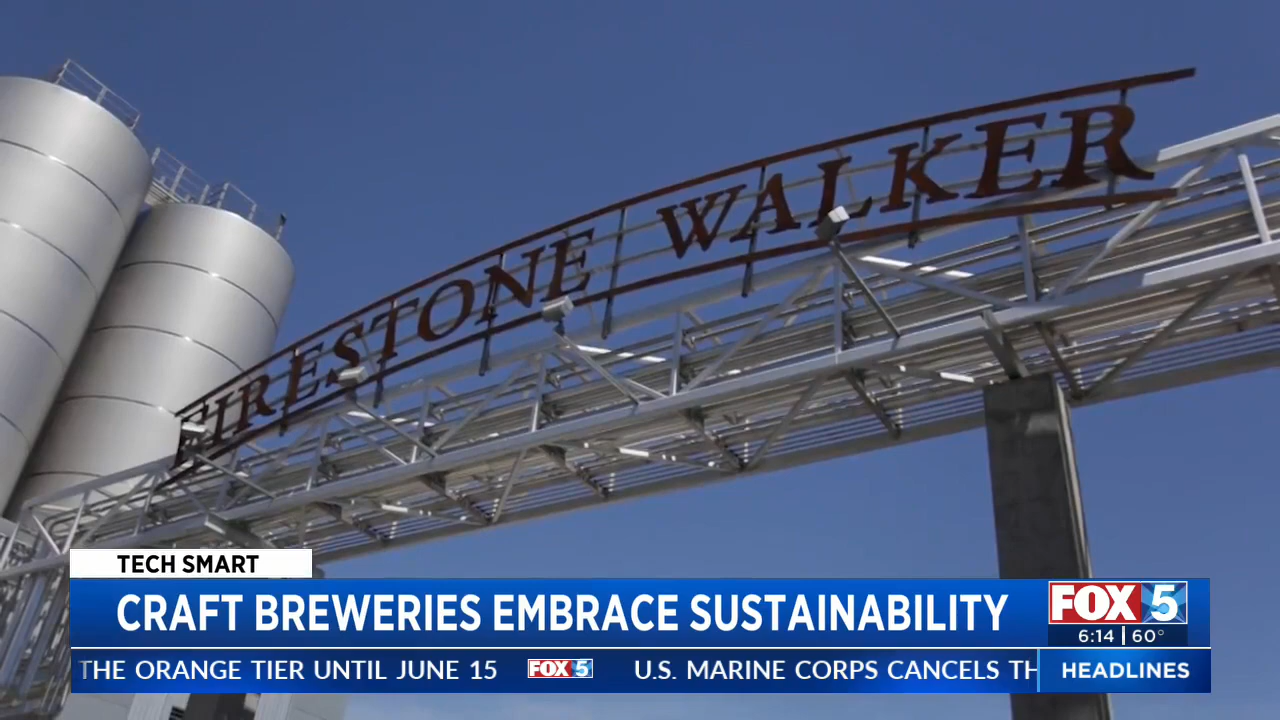 FIRESTONE WALKER
TECH SMART
CRAFT BREWERIES EMBRACE SUSTAINABILITY
FOX 5
6:14 | 60°
THE ORANGE TIER UNTIL JUNE 15 FOX 5 U.S. MARINE CORPS CANCELS TH
HEADLINES